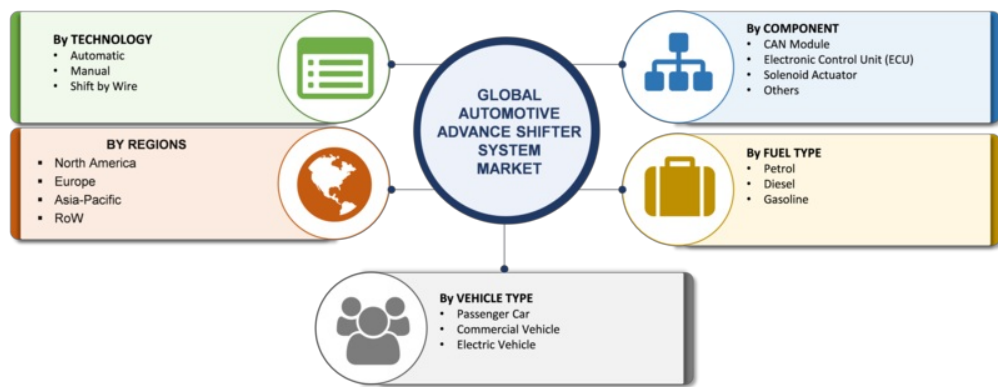 By TECHNOLOGY
• Automatic
• Manual
• Shift by Wire
BY REGIONS
▪ North America
▪ Europe
▪ Asia-Pacific
▪ RoW
GLOBAL
AUTOMOTIVE
ADVANCE SHIFTER
SYSTEM
MARKET
By COMPONENT
• CAN Module
• Electronic Control Unit (ECU)
• Solenoid Actuator
• Others
By FUEL TYPE
• Petrol
• Diesel
• Gasoline
By VEHICLE TYPE
• Passenger Car
• Commercial Vehicle
• Electric Vehicle